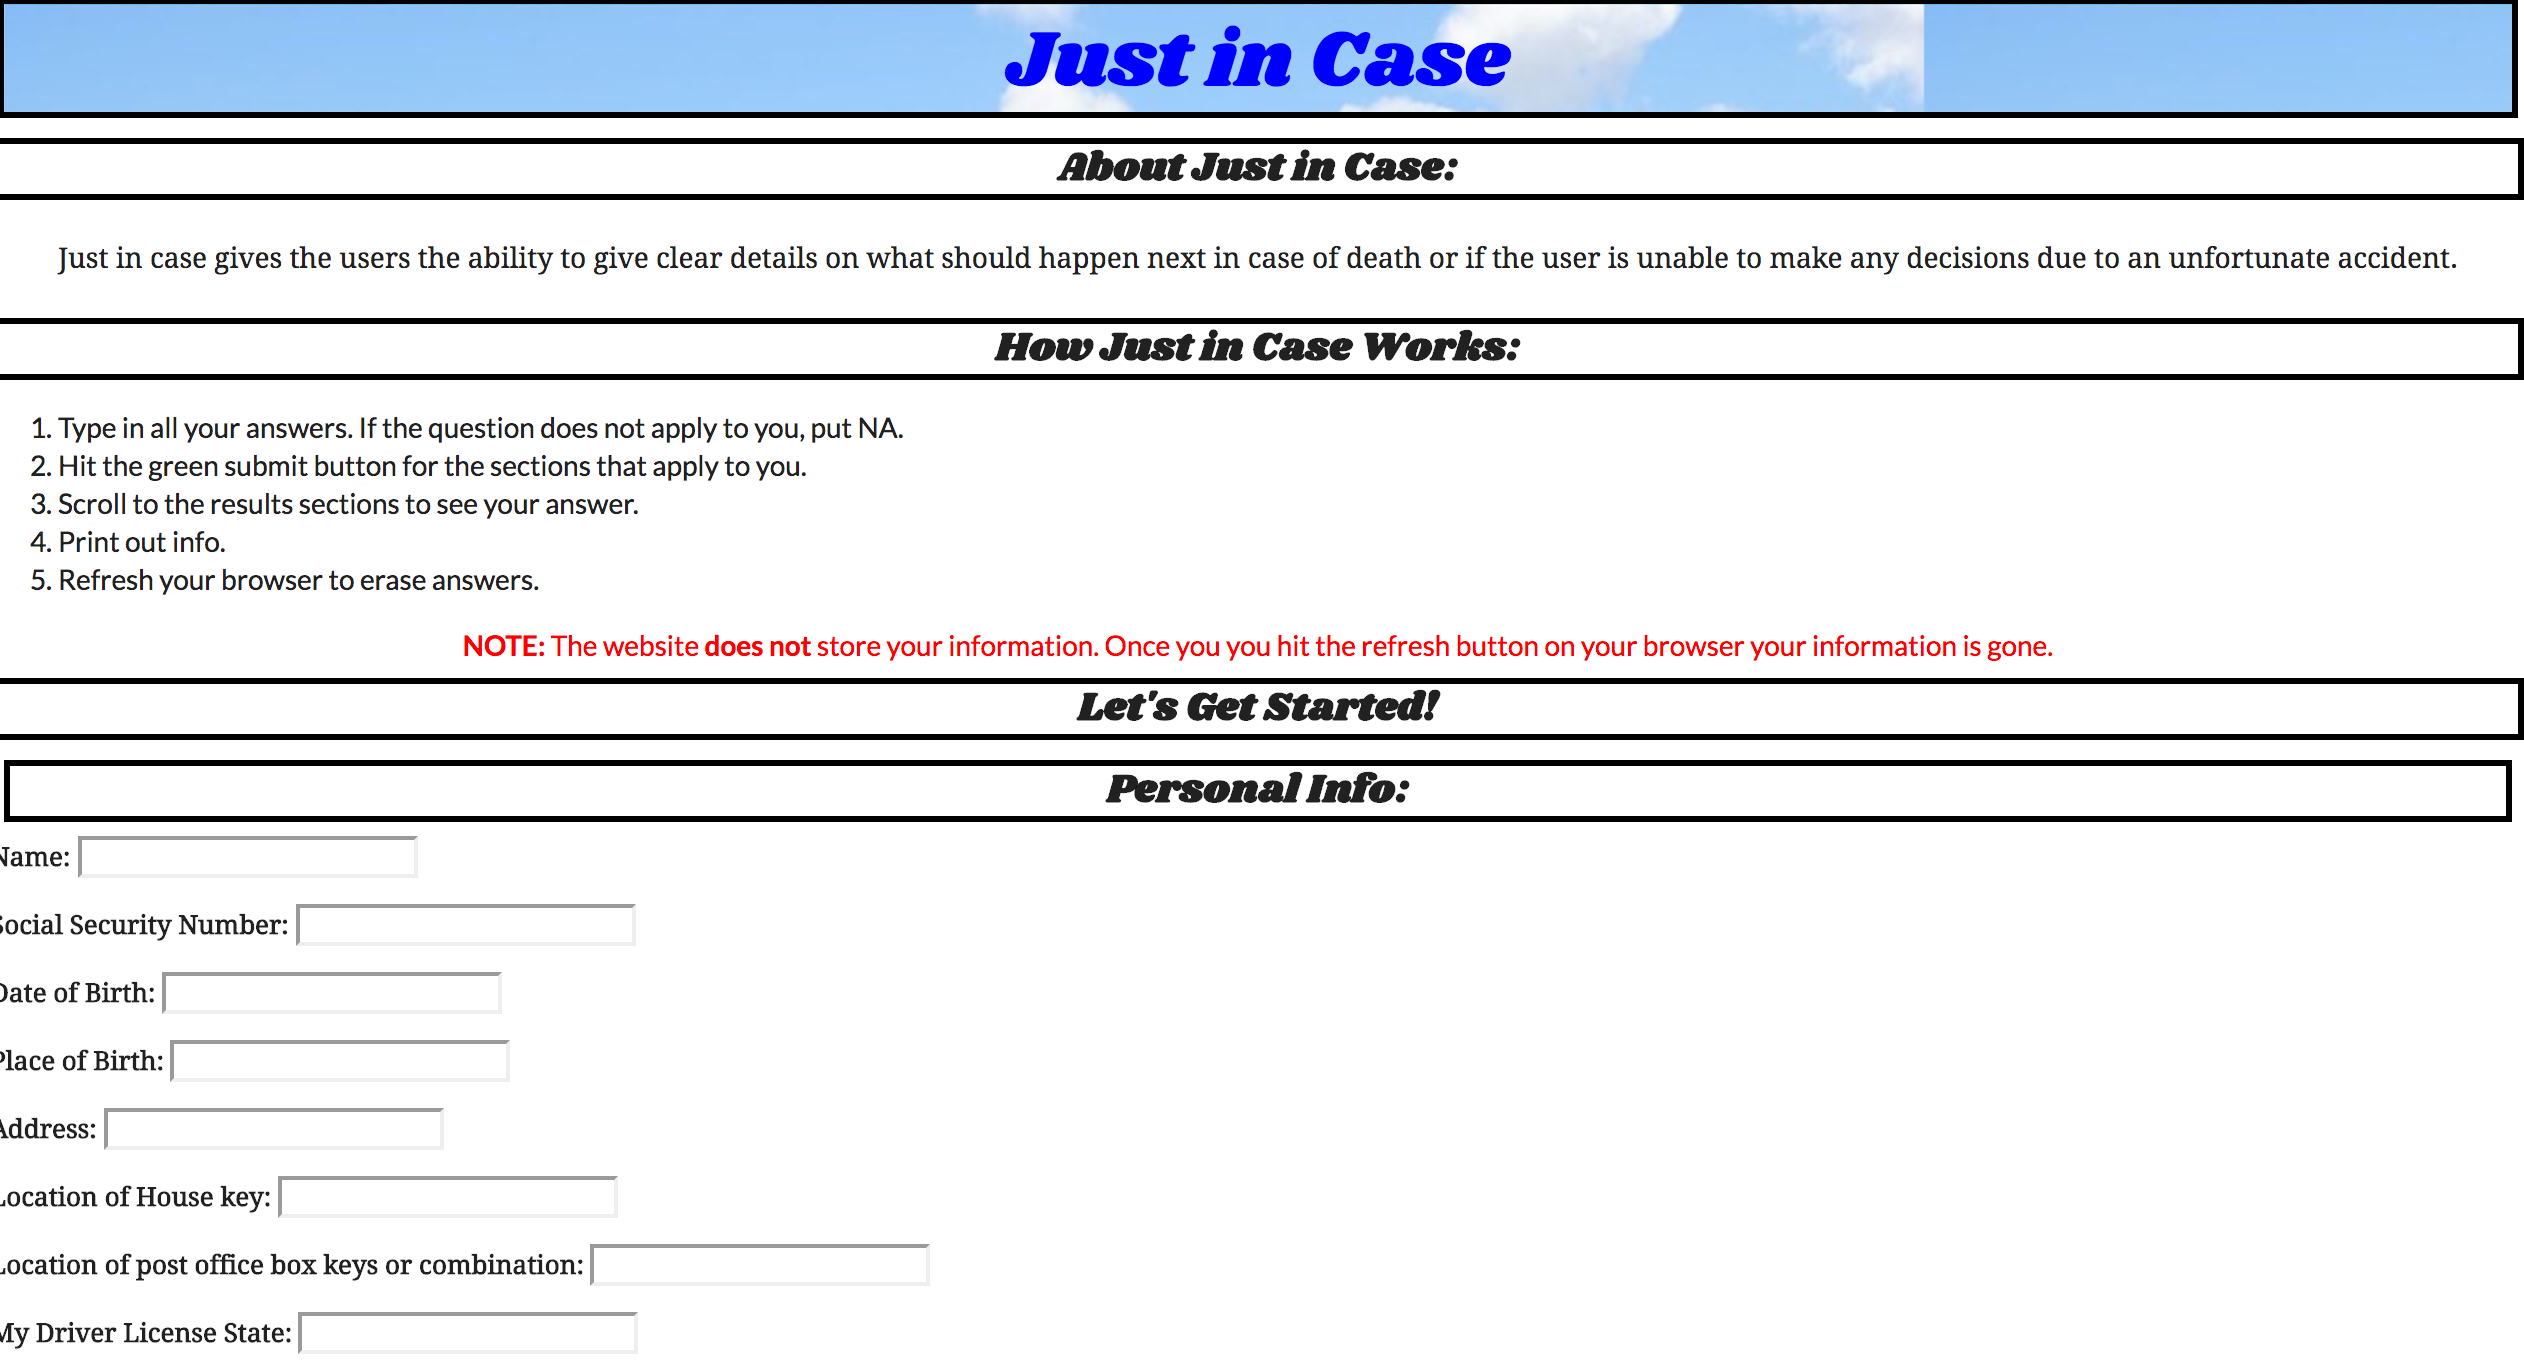 Just in Case
About Just in Case:
Just in case gives the users the ability to give clear details on what should happen next in case of death or if the user is unable to make any decisions due to an unfortunate accident.
How Just in Case Works:
1. Type in all your answers. If the question does not apply to you, put NA.
2. Hit the green submit button for the sections that apply to you.
3. Scroll to the results sections to see your answer.
4. Print out info.
5. Refresh your browser to erase answers.
NOTE: The website does not store your information. Once you you hit the refresh button on your browser your information is gone.
Let's Get Started!
Personal Info:
Name:
Social Security Number:
Date of Birth:
Place of Birth:
Address:
Location of House key:
Location of post office box keys or combination:
My Driver License State: